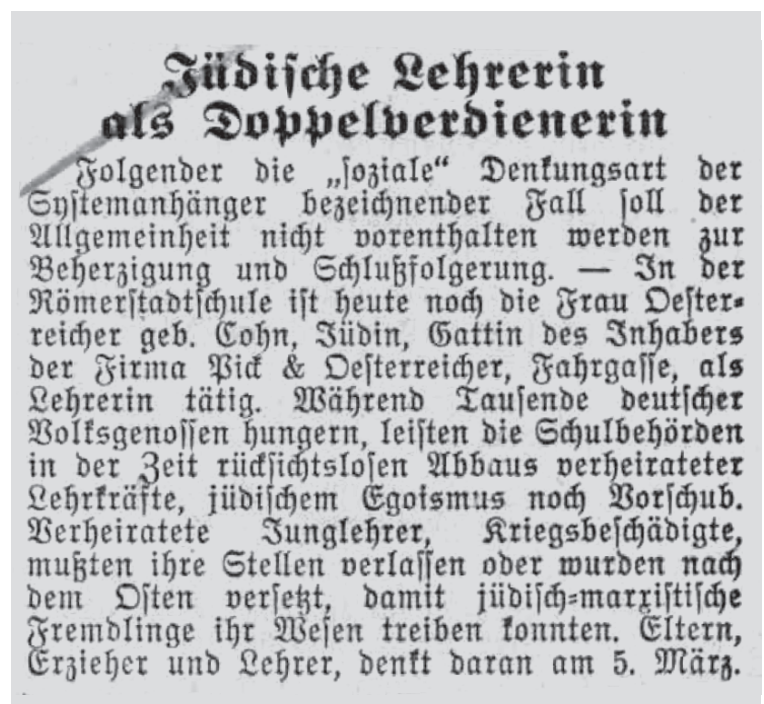 Jüdische Lehrerin
als Doppelverdienerin
Folgender die „soziale“ Denkungsart der
Systemanhänger bezeichnender Fall soll der
Allgemeinheit nicht vorenthalten werden zur
Beherzigung und Schlußfolgerung. — In der
Römerstadtschule ist heute noch die Frau Oester-
reicher geb. Cohn, Jüdin, Gattin des Inhabers
der Firma Pick & Oesterreicher, Fahrgasse, als
Lehrerin tätig. Während Tausende deutscher
Volksgenossen hungern, leisten die Schulbehörden
in der Zeit rücksichtslosen Abbaus verheirateter
Lehrkräfte, jüdischem Egoismus noch Vorschub.
Verheiratete Junglehrer, Kriegsbeschädigte,
mußten ihre Stellen verlassen oder wurden nach
dem Osten versetzt, damit jüdisch-marxistische
Fremdlinge ihr Wesen treiben konnten. Eltern,
Erzieher und Lehrer, denkt daran am 5. März.